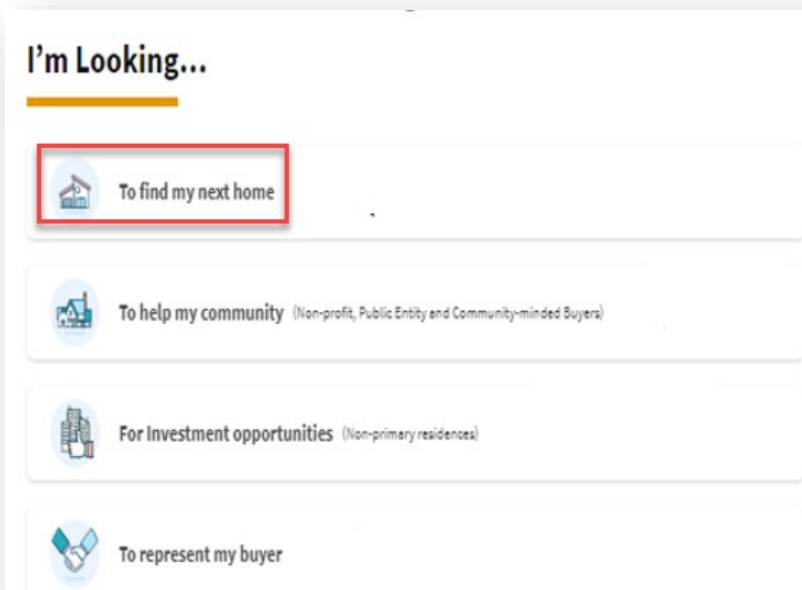 I'm Looking...
To find my next home
To help my community (Non-profit, Public Entity and Community-minded Buyers)
For Investment opportunities (Non-primary residences)
To represent my buyer